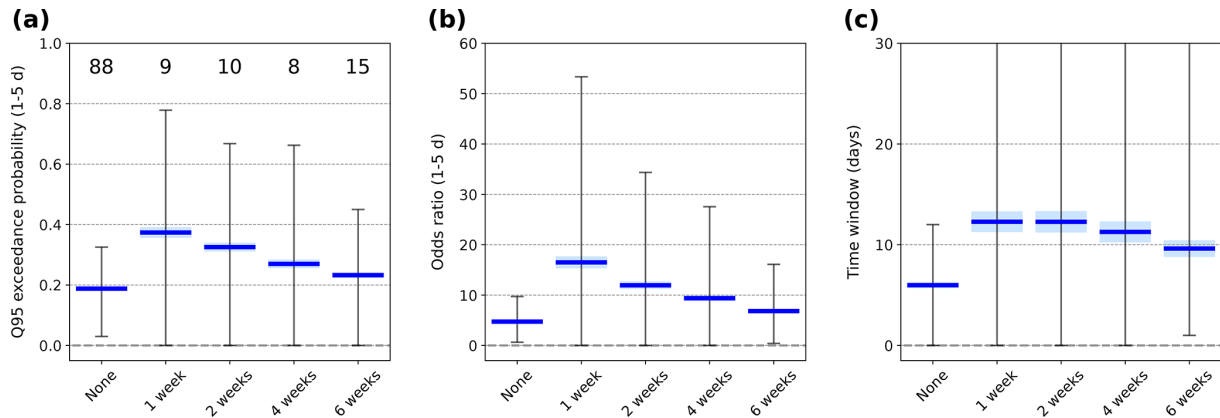 (a)
Q95 exceedance probability (1-5 d)
1.0
0.8
0.6
0.4
0.2
0.0
88 9 10 8 15
None 1 week 2 weeks 4 weeks 6 weeks
(b)
Odds ratio (1-5 d)
60
50
40
30
20
10
0
None 1 week 2 weeks 4 weeks 6 weeks
(c)
Time window (days)
30
20
10
0
None 1 week 2 weeks 4 weeks 6 weeks